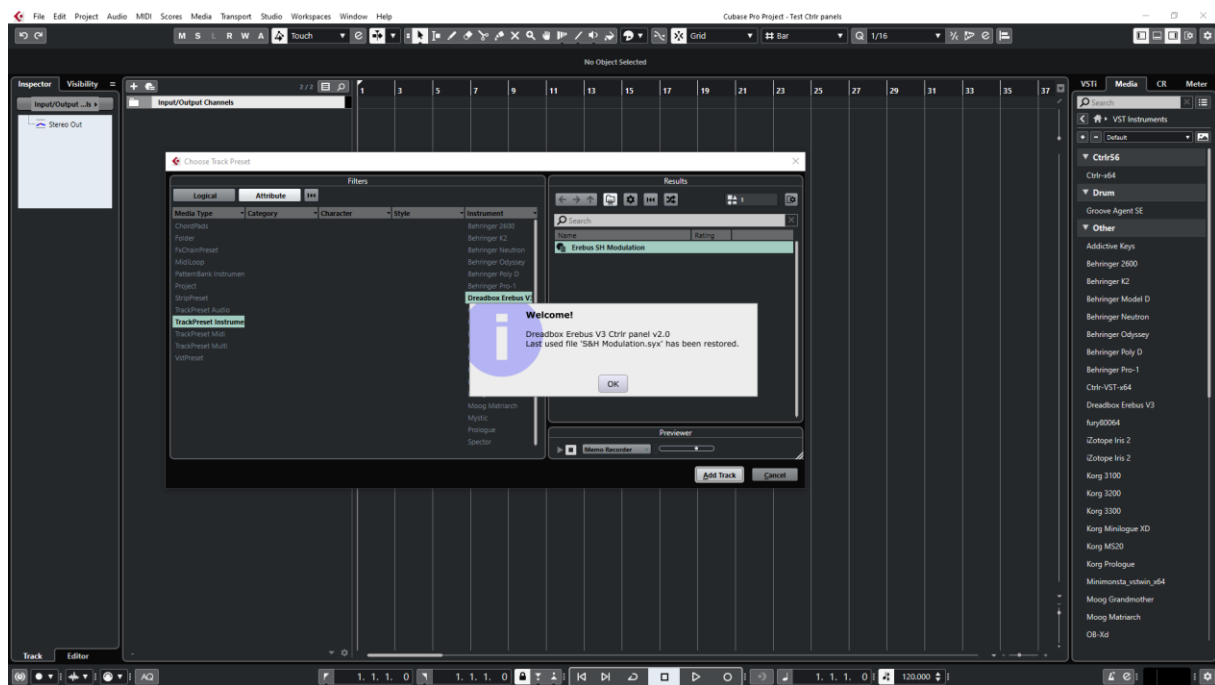 File Edit Project Audio MIDI Scores Media Transport Studio Workspaces Window Help
Cubase Pro Project - Test Ctrlr panels
M S L R W A Touch Grid Bar Q 1/16
No Object Selected
Inspector Visibility
2 / 2
1 3 5 7 9 11 13 15 17 19 21 23 25 27 29 31 33 35 37
VSTi Media CR Meter
Input/Output ...ls
Input/Output Channels
Search
Stereo Out
VST Instruments
Default
Choose Track Preset
Filters
Logical Attribute
Media Type Category Character Style Instrument
ChordPads
Folder
FxChainPreset
MidiLoop
PatternBank Instrumen
Project
StripPreset
TrackPreset Audio
TrackPreset Instrume
TrackPreset Midi
TrackPreset Multi
VstPreset
Behringer 2600
Behringer K2
Behringer Neutron
Behringer Odyssey
Behringer Poly D
Behringer Pro-1
Dreadbox Erebus V3
Moog Matriarch
Mystic
Prologue
Spector
Results
1
Search
Name Rating
Erebus SH Modulation
Welcome!
Dreadbox Erebus V3 Ctrlr panel v2.0
Last used file 'S&H Modulation.syx' has been restored.
OK
Previewer
Memo Recorder
Add Track Cancel
Ctrlr56
Ctrlr-x64
Drum
Groove Agent SE
Other
Addictive Keys
Behringer 2600
Behringer K2
Behringer Model D
Behringer Neutron
Behringer Odyssey
Behringer Poly D
Behringer Pro-1
Ctrlr-VST-x64
Dreadbox Erebus V3
fury80064
iZotope Iris 2
iZotope Iris 2
Korg 3100
Korg 3200
Korg 3300
Korg Minilogue XD
Korg MS20
Korg Prologue
Minimonsta_vstwin_x64
Moog Grandmother
Moog Matriarch
OB-Xd
Track Editor
AQ
1. 1. 1. 0 1. 1. 1. 0 1. 1. 1. 0 120.000